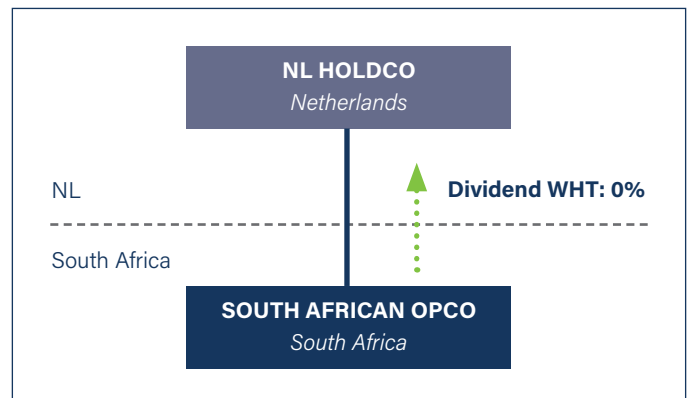 NL HOLDCO
Netherlands
NL
Dividend WHT: 0%
South Africa
SOUTH AFRICAN OPCO
South Africa